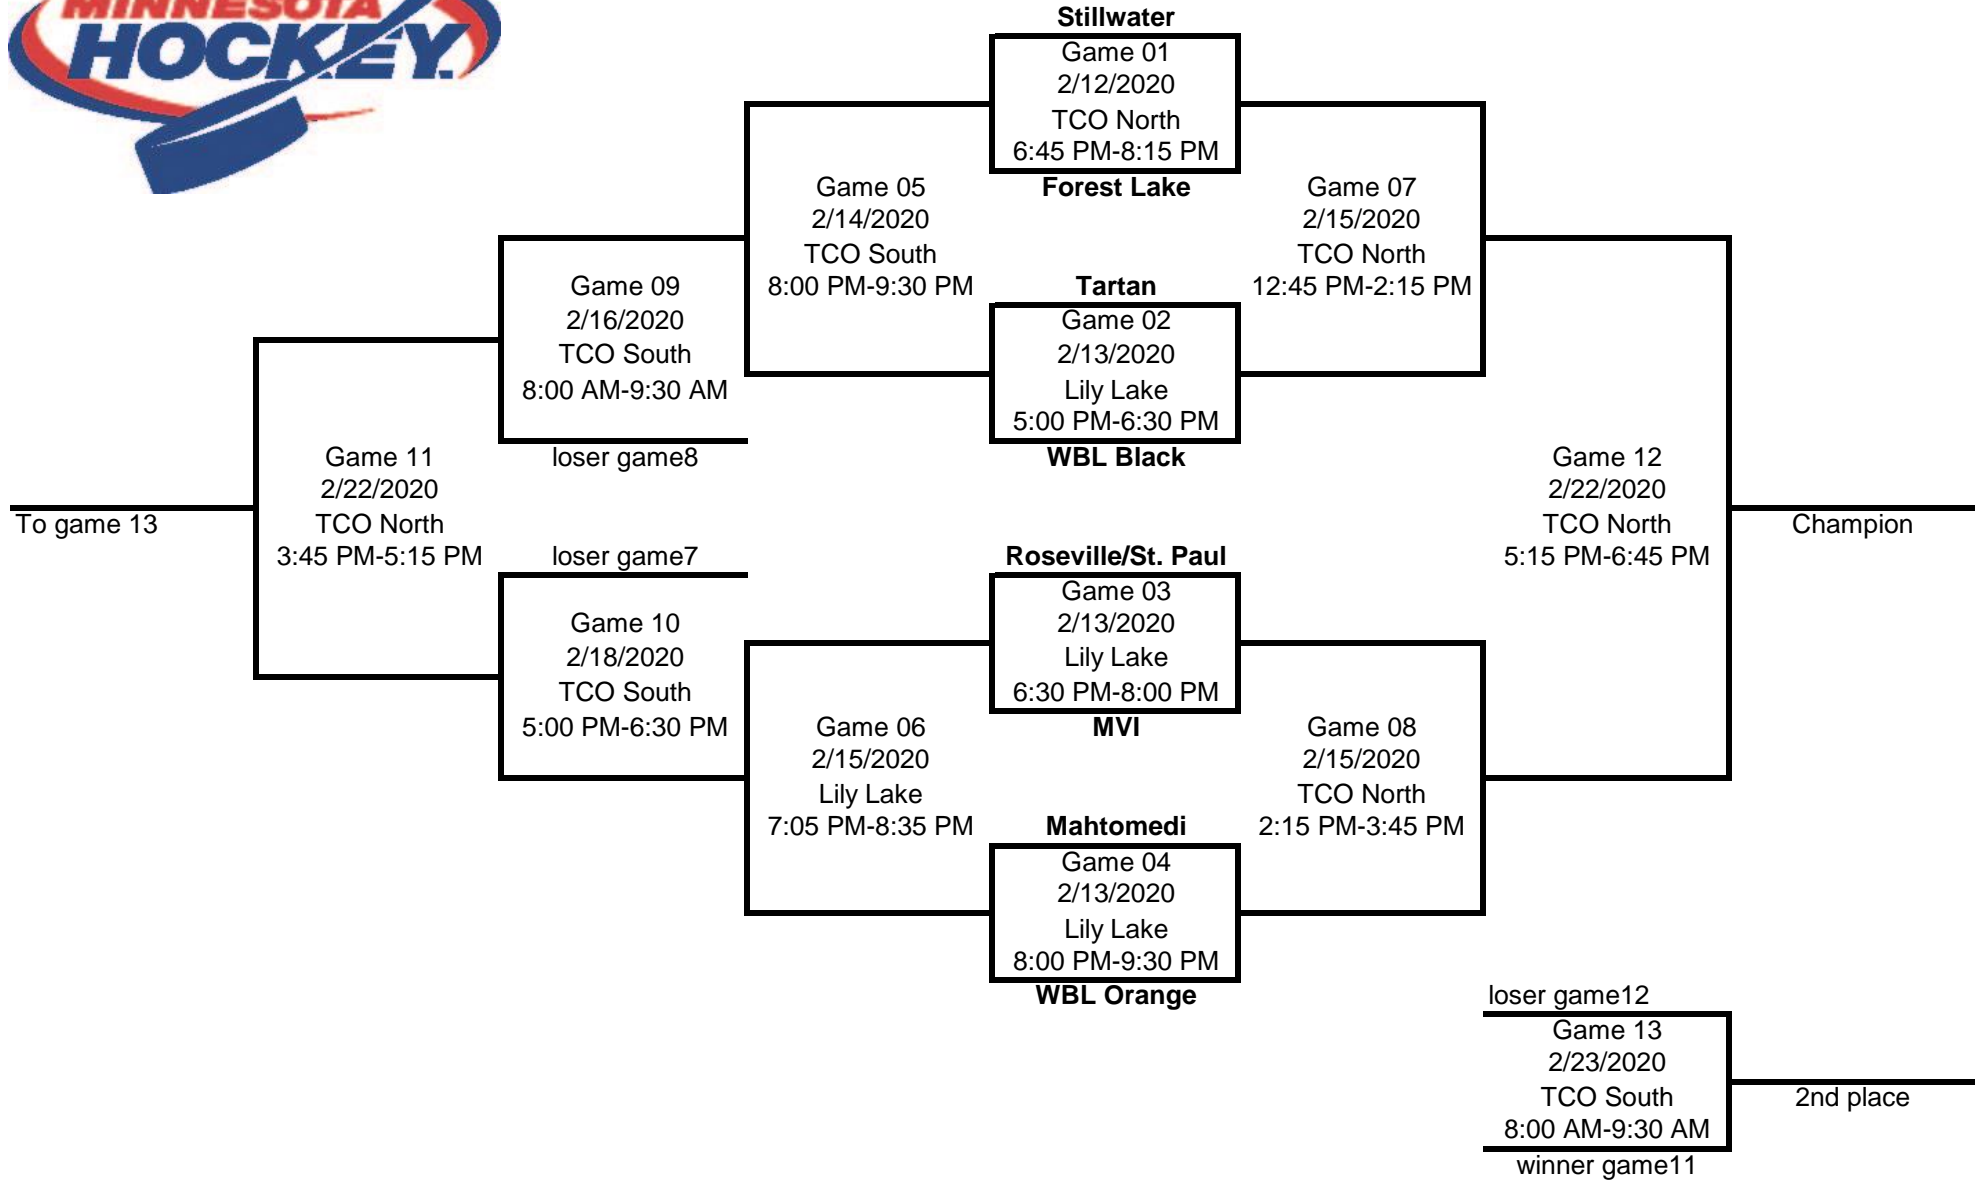 MINNESOTA
HOCKEY
Stillwater
Game 01
2/12/2020
TCO North
6:45 PM-8:15 PM
Forest Lake
Game 05
2/14/2020
TCO South
8:00 PM-9:30 PM
Game 07
2/15/2020
TCO North
12:45 PM-2:15 PM
Game 09
2/16/2020
TCO South
8:00 AM-9:30 AM
loser game8
Tartan
Game 02
2/13/2020
Lily Lake
5:00 PM-6:30 PM
WBL Black
Game 11
2/22/2020
TCO North
3:45 PM-5:15 PM
To game 13
Game 12
2/22/2020
TCO North
5:15 PM-6:45 PM
Champion
loser game7
Game 10
2/18/2020
TCO South
5:00 PM-6:30 PM
Roseville/St. Paul
Game 03
2/13/2020
Lily Lake
6:30 PM-8:00 PM
MVI
Game 06
2/15/2020
Lily Lake
7:05 PM-8:35 PM
Game 08
2/15/2020
TCO North
2:15 PM-3:45 PM
Mahtomedi
Game 04
2/13/2020
Lily Lake
8:00 PM-9:30 PM
WBL Orange
loser game12
Game 13
2/23/2020
TCO South
8:00 AM-9:30 AM
winner game11
2nd place